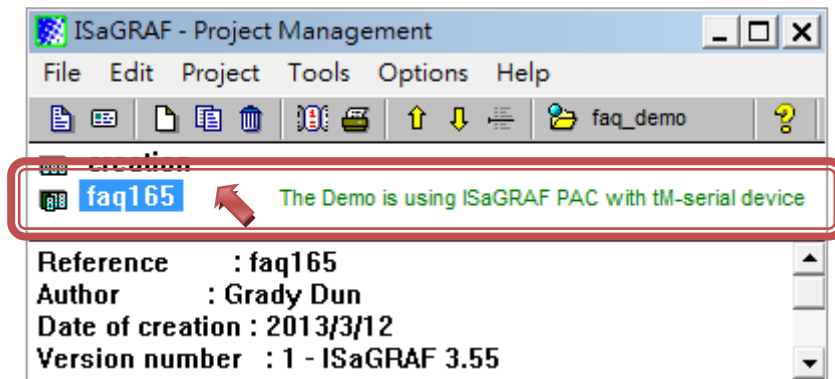 ISaGRAF - Project Management
File Edit Project Tools Options Help
faq_demo
creation
faq165 The Demo is using ISaGRAF PAC with tM-serial device
Reference : faq165
Author : Grady Dun
Date of creation : 2013/3/12
Version number : 1 - ISaGRAF 3.55